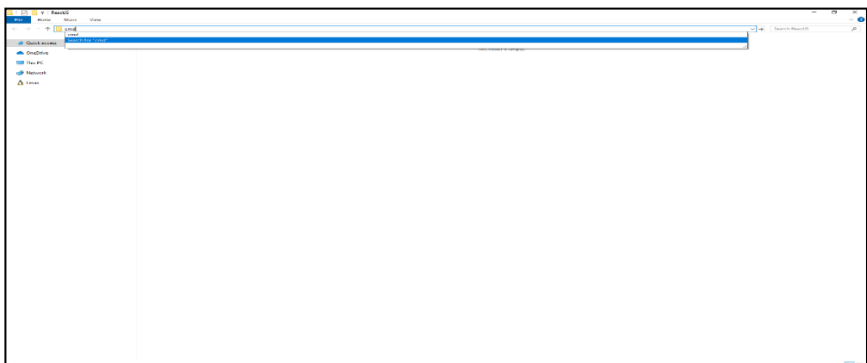 ReactJS
File Home Share View
cmd
Search ReactJS
cmd
Search for "cmd"
This folder is empty.
Quick access
OneDrive
This PC
Network
Linux